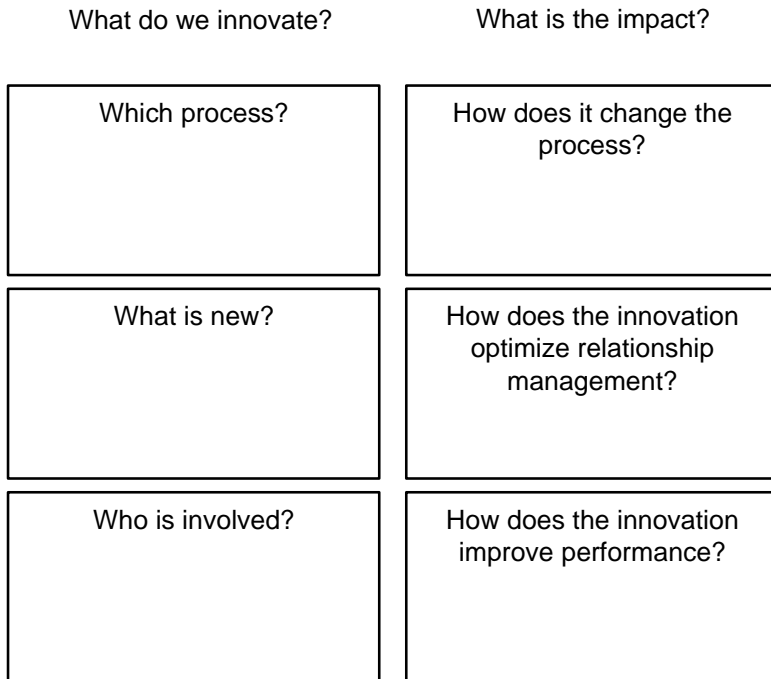 What do we innovate?
What is the impact?
Which process?
How does it change the
process?
What is new?
How does the innovation
optimize relationship
management?
Who is involved?
How does the innovation
improve performance?